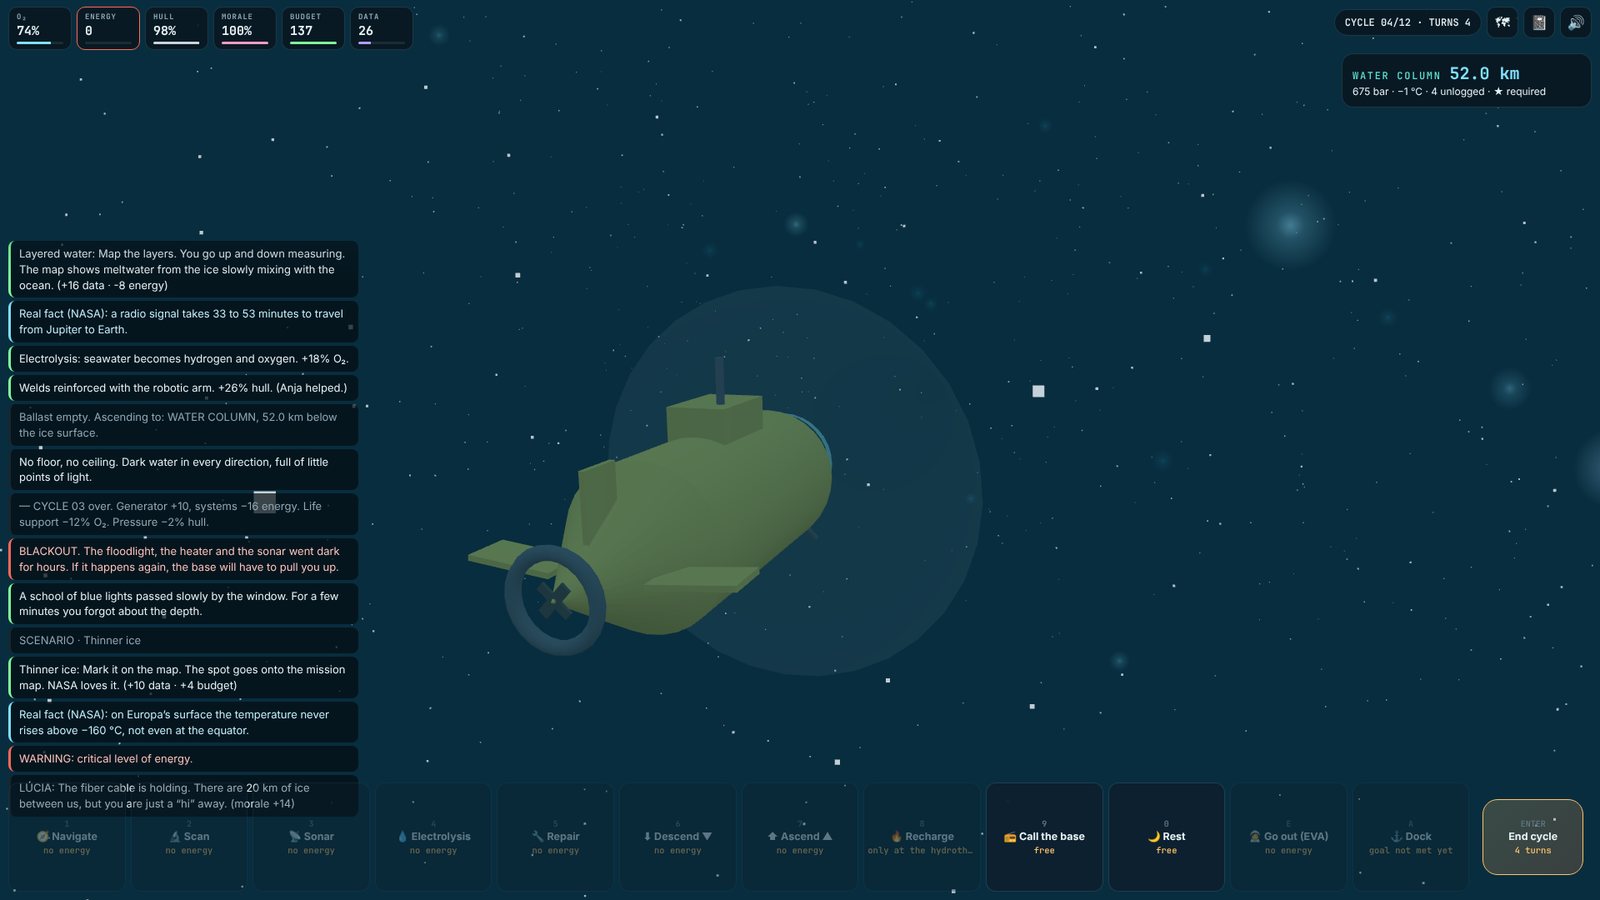 O₂
74%
ENERGY
0
HULL
98%
MORALE
100%
BUDGET
137
DATA
26
CYCLE 04/12 · TURNS 4
WATER COLUMN 52.0 km
675 bar · −1 °C · 4 unlogged · ★ required
Layered water: Map the layers. You go up and down measuring.
The map shows meltwater from the ice slowly mixing with the
ocean. (+16 data · -8 energy)
Real fact (NASA): a radio signal takes 33 to 53 minutes to travel
from Jupiter to Earth.
Electrolysis: seawater becomes hydrogen and oxygen. +18% O₂.
Welds reinforced with the robotic arm. +26% hull. (Anja helped.)
Ballast empty. Ascending to: WATER COLUMN, 52.0 km below
the ice surface.
No floor, no ceiling. Dark water in every direction, full of little
points of light.
— CYCLE 03 over. Generator +10, systems −16 energy. Life
support −12% O₂. Pressure −2% hull.
BLACKOUT. The floodlight, the heater and the sonar went dark
for hours. If it happens again, the base will have to pull you up.
A school of blue lights passed slowly by the window. For a few
minutes you forgot about the depth.
SCENARIO · Thinner ice
Thinner ice: Mark it on the map. The spot goes onto the mission
map. NASA loves it. (+10 data · +4 budget)
Real fact (NASA): on Europa’s surface the temperature never
rises above −160 °C, not even at the equator.
WARNING: critical level of energy.
LÚCIA: The fiber cable is holding. There are 20 km of ice
between us, but you are just a “hi” away. (morale +14)
1
Navigate
no energy
2
Scan
no energy
3
Sonar
no energy
4
Electrolysis
no energy
5
Repair
no energy
6
Descend ▼
no energy
7
Ascend ▲
no energy
8
Recharge
only at the hydroth…
9
Call the base
free
0
Rest
free
E
Go out (EVA)
no energy
A
Dock
goal not met yet
ENTER
End cycle
4 turns